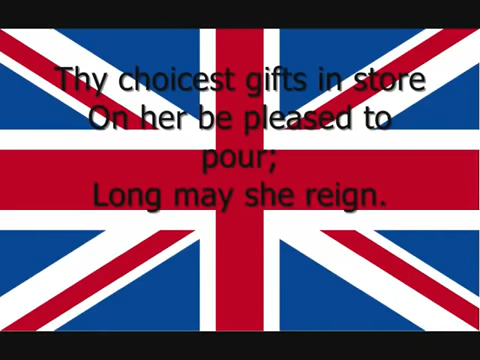 Thy choicest gifts in store
On her be pleased to
pour;
Long may she reign.